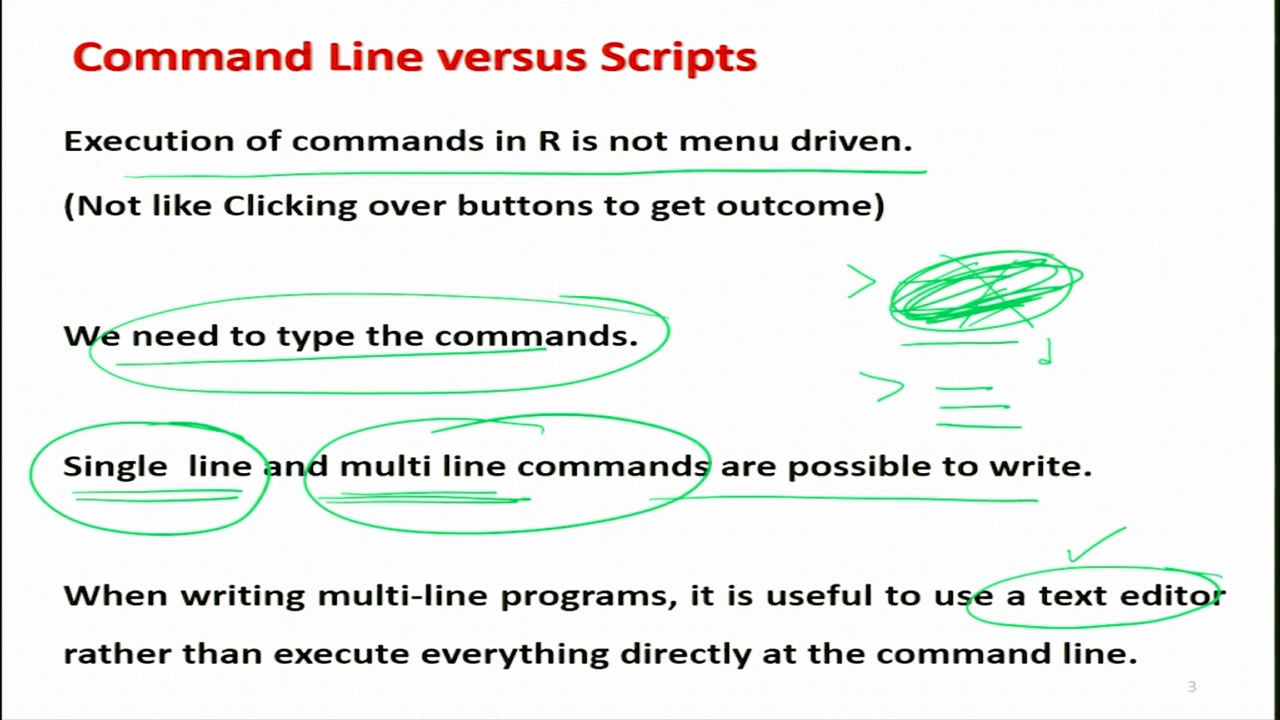 Command Line versus Scripts
Execution of commands in R is not menu driven.
(Not like Clicking over buttons to get outcome)
We need to type the commands.
>
>
Single line and multi line commands are possible to write.
When writing multi-line programs, it is useful to use a text editor
rather than execute everything directly at the command line.
3